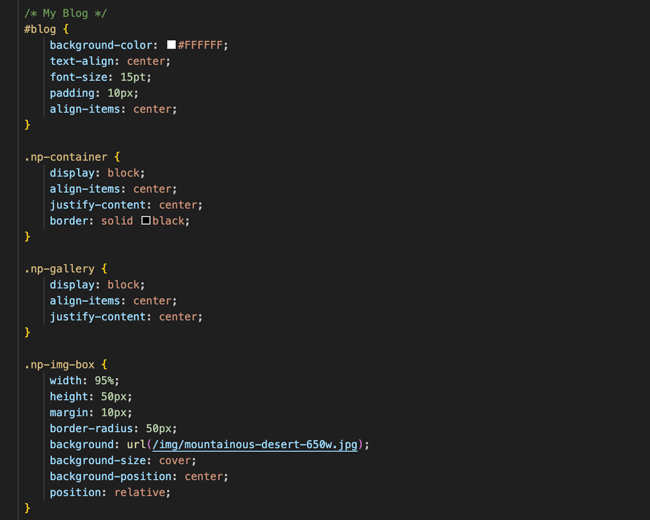 /* My Blog */
#blog {
background-color: #FFFFFF;
text-align: center;
font-size: 15pt;
padding: 10px;
align-items: center;
}
.np-container {
display: block;
align-items: center;
justify-content: center;
border: solid black;
}
.np-gallery {
display: block;
align-items: center;
justify-content: center;
}
.np-img-box {
width: 95%;
height: 50px;
margin: 10px;
border-radius: 50px;
background: url(/img/mountainous-desert-650w.jpg);
background-size: cover;
background-position: center;
position: relative;
}